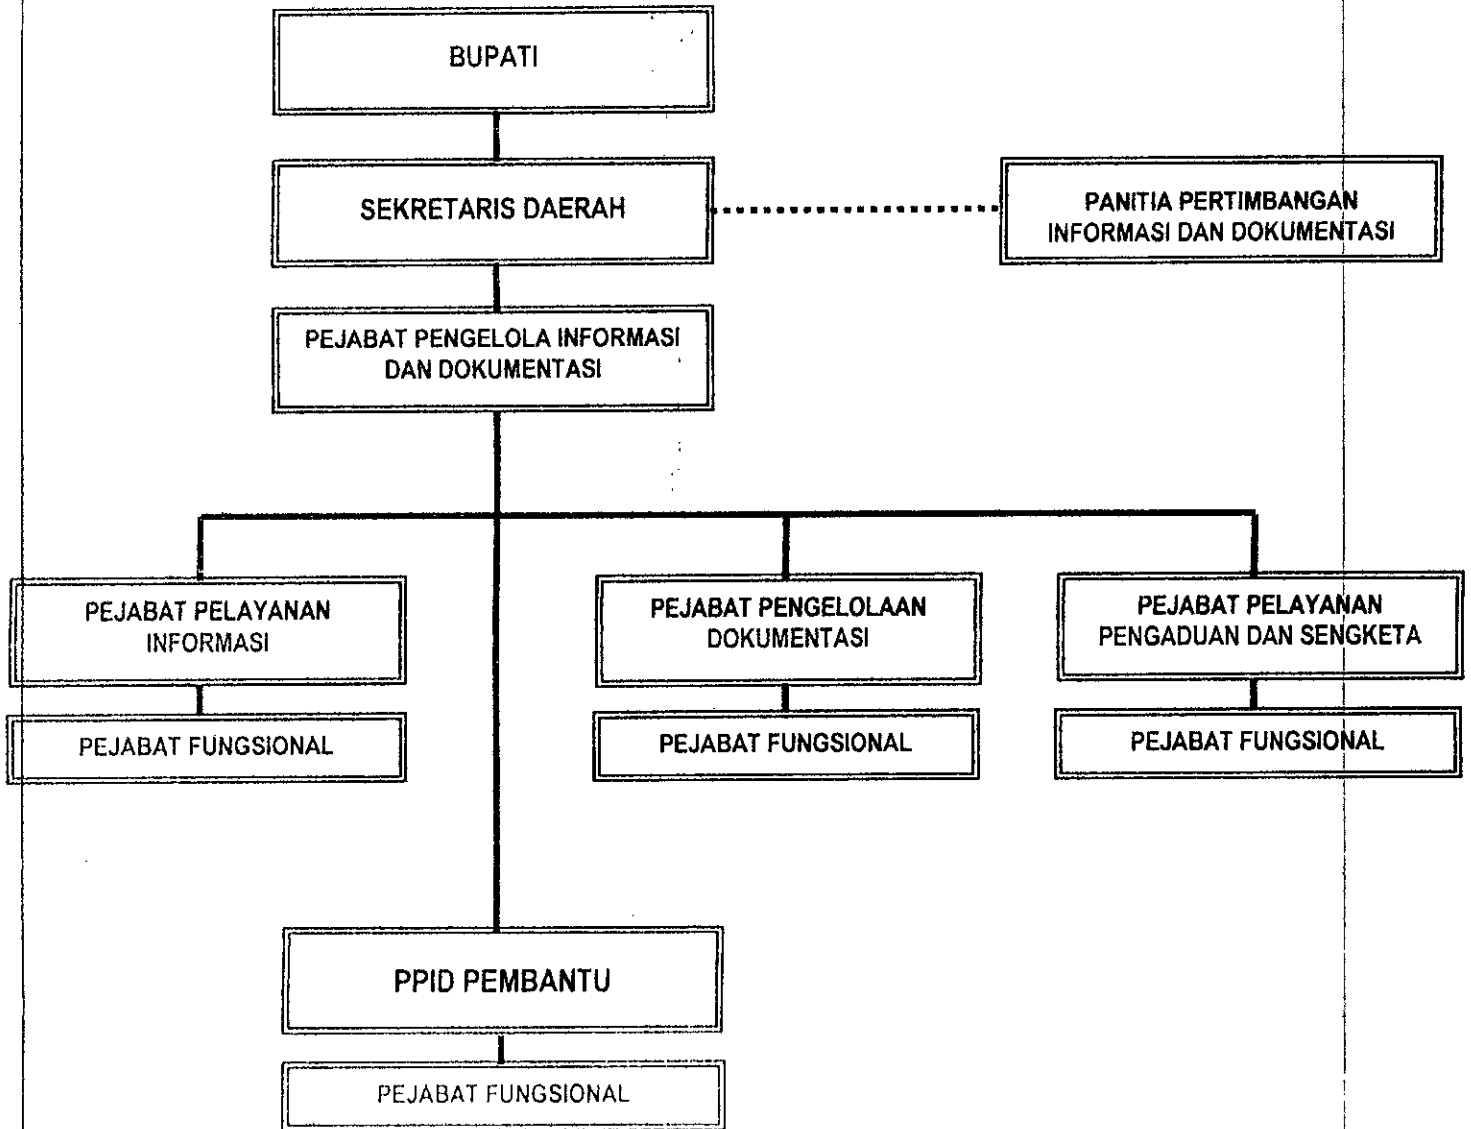 BUPATI
SEKRETARIS DAERAH
PANITIA PERTIMBANGAN
INFORMASI DAN DOKUMENTASI
PEJABAT PENGELOLA INFORMASI
DAN DOKUMENTASI
PEJABAT PELAYANAN
INFORMASI
PEJABAT PENGELOLAAN
DOKUMENTASI
PEJABAT PELAYANAN
PENGADUAN DAN SENGKETA
PEJABAT FUNGSIONAL
PEJABAT FUNGSIONAL
PEJABAT FUNGSIONAL
PPID PEMBANTU
PEJABAT FUNGSIONAL